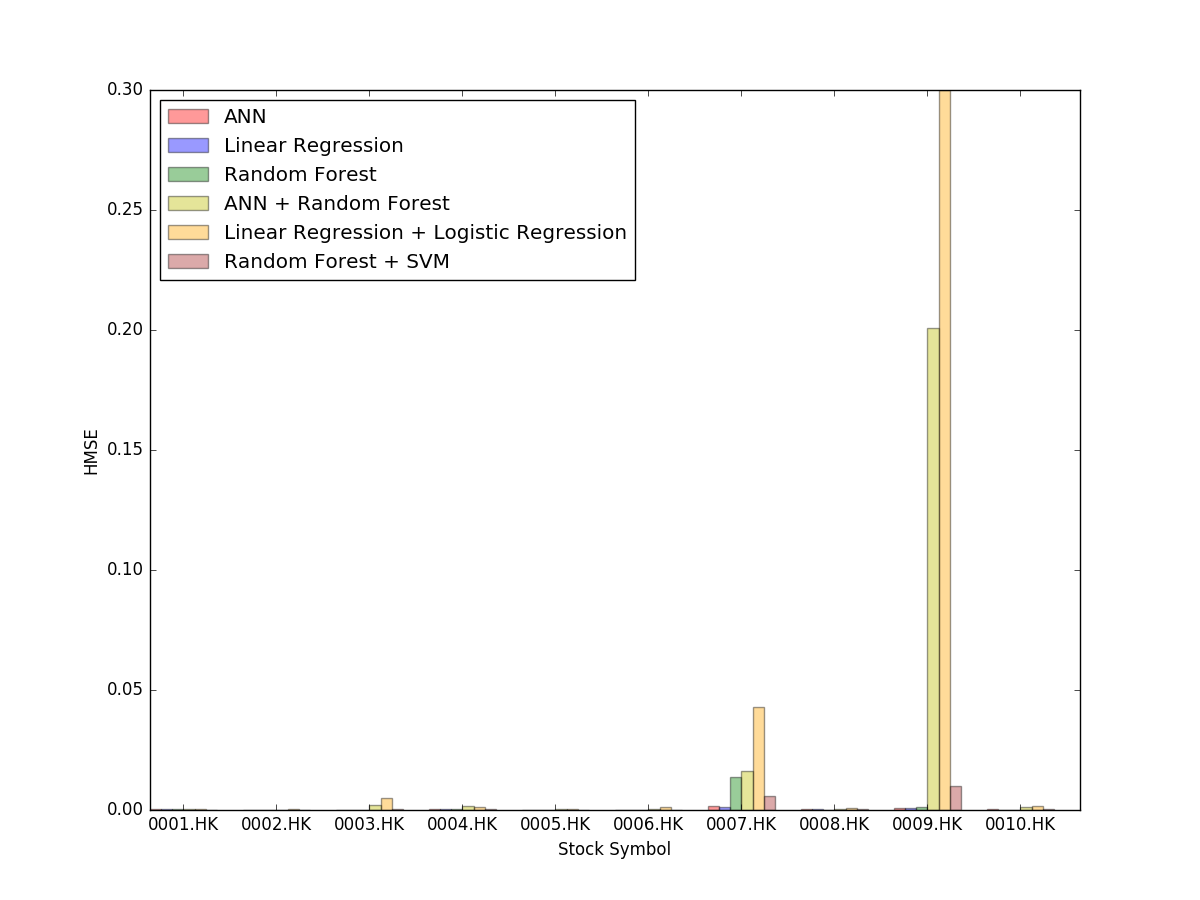 0.30
0.25
0.20
0.15
0.10
0.05
0.00
HMSE
ANN
Linear Regression
Random Forest
ANN + Random Forest
Linear Regression + Logistic Regression
Random Forest + SVM
0001.HK 0002.HK 0003.HK 0004.HK 0005.HK 0006.HK 0007.HK 0008.HK 0009.HK 0010.HK
Stock Symbol